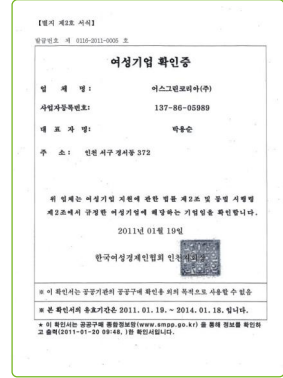 【별지 제2호 서식】
발급번호 제 0116-2011-0005 호
여성기업 확인증
업 체 명 :
어스그린코리아(주)
사업자등록번호:
137-86-05989
대 표 자 명:
박용순
주 소: 인천 서구 경서동 372
위 업체는 여성기업 지원에 관한 법률 제2조 및 동법 시행령
제2조에서 규정한 여성기업에 해당하는 기업임을 확인합니다.
2011년 01월 19일
한국여성경제인협회 인천
※ 이 확인서는 공공기관의 공공구매 확인용 외의 목적으로 사용할 수 없음
※ 본 확인서의 유효기간은 2011. 01. 19. ~ 2014. 01. 18. 입니다.
★ 이 확인서는 공공구매 종합정보망(www.smpp.go.kr) 을 통해 정보를 확인하
고 출력(2011-01-20 09:48, )한 확인서입니다.